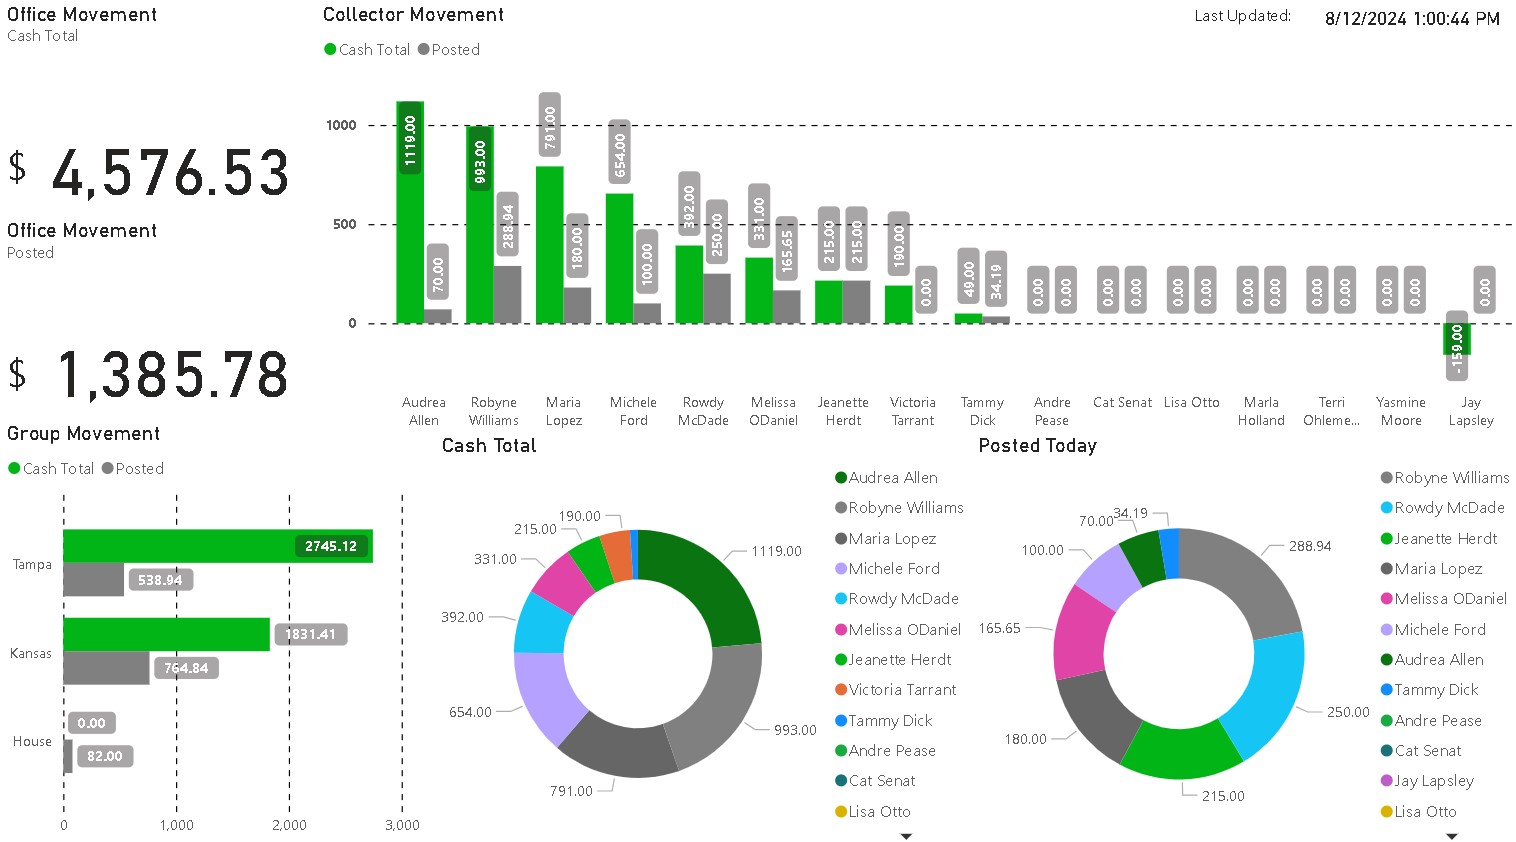 Office Movement
Cash Total
$ 4,576.53
Office Movement
Posted
$ 1,385.78
Collector Movement
Cash Total Posted
Last Updated: 8/12/2024 1:00:44 PM
1000
500
0
1119.00
70.00
993.00
288.94
791.00
180.00
654.00
100.00
392.00
250.00
331.00
165.65
215.00
215.00
190.00
0.00
49.00
34.19
0.00
0.00
0.00
0.00
0.00
0.00
0.00
0.00
0.00
0.00
0.00
0.00
-159.00
0.00
Audrea
Allen
Robyne
Williams
Maria
Lopez
Michele
Ford
Rowdy
McDade
Melissa
ODaniel
Jeanette
Herdt
Victoria
Tarrant
Tammy
Dick
Andre
Pease
Cat Senat
Lisa Otto
Marla
Holland
Terri
Ohleme...
Yasmine
Moore
Jay
Lapsley
Group Movement
Cash Total Posted
Tampa
2745.12
538.94
Kansas
1831.41
764.84
House
0.00
82.00
0 1,000 2,000 3,000
Cash Total
1119.00
993.00
791.00
654.00
392.00
331.00
215.00
190.00
Audrea Allen
Robyne Williams
Maria Lopez
Michele Ford
Rowdy McDade
Melissa ODaniel
Jeanette Herdt
Victoria Tarrant
Tammy Dick
Andre Pease
Cat Senat
Lisa Otto
Posted Today
288.94
250.00
215.00
180.00
165.65
100.00
70.00
34.19
Robyne Williams
Rowdy McDade
Jeanette Herdt
Maria Lopez
Melissa ODaniel
Michele Ford
Audrea Allen
Tammy Dick
Andre Pease
Cat Senat
Jay Lapsley
Lisa Otto